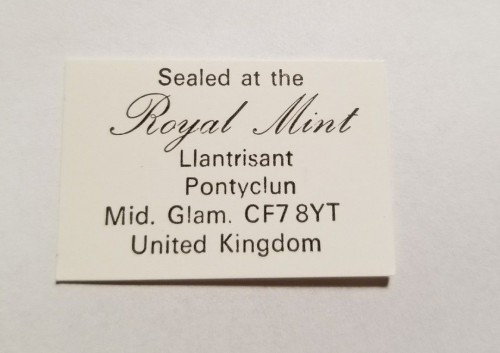 Sealed at the
Royal Mint
Llantrisant
Pontyclun
Mid. Glam. CF7 8YT
United Kingdom